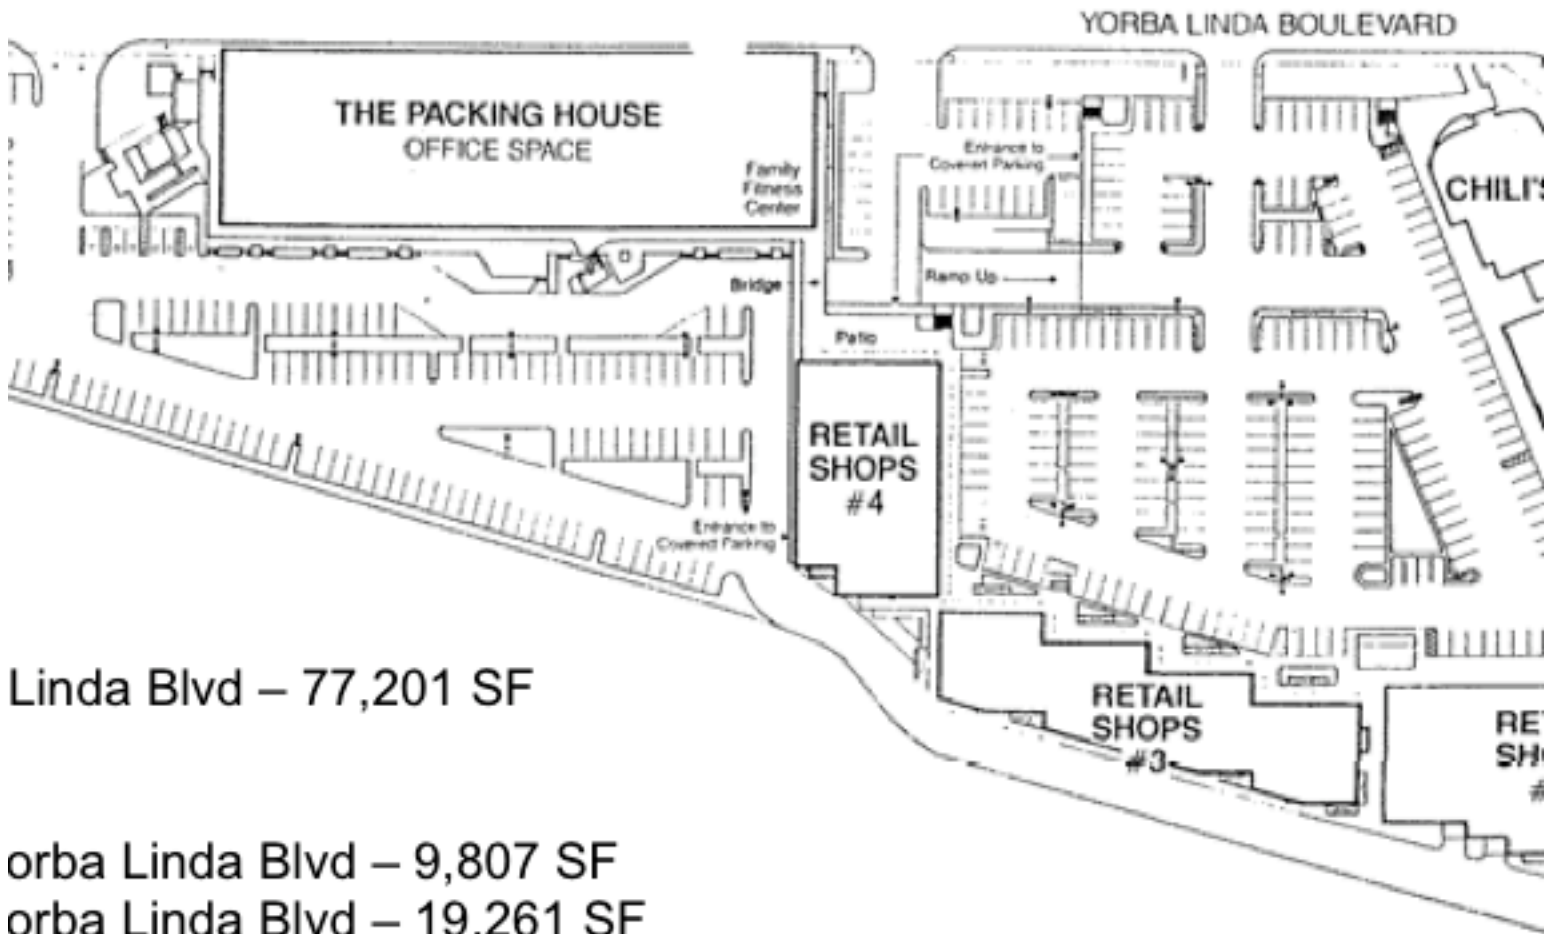 YORBA LINDA BOULEVARD
THE PACKING HOUSE
OFFICE SPACE
Family
Fitness
Center
Entrance to
Covered Parking
CHILI'S
Bridge
Ramp Up
Patio
RETAIL
SHOPS
#4
Entrance to
Covered Parking
RETAIL
SHOPS
#3
RE
SH
#
Linda Blvd – 77,201 SF
orba Linda Blvd – 9,807 SF
orba Linda Blvd – 19,261 SF